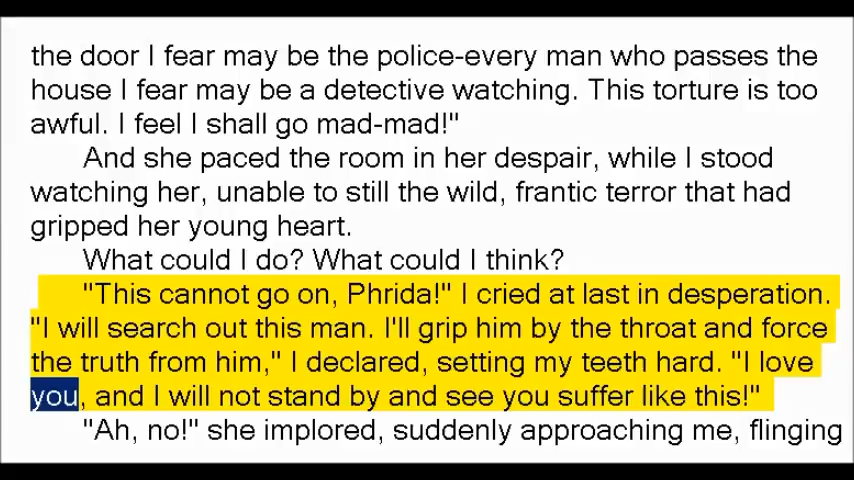 the door I fear may be the police-every man who passes the
house I fear may be a detective watching. This torture is too
awful. I feel I shall go mad-mad!"
And she paced the room in her despair, while I stood
watching her, unable to still the wild, frantic terror that had
gripped her young heart.
What could I do? What could I think?
"This cannot go on, Phrida!" I cried at last in desperation.
"I will search out this man. I'll grip him by the throat and force
the truth from him," I declared, setting my teeth hard. "I love
you, and I will not stand by and see you suffer like this!"
"Ah, no!" she implored, suddenly approaching me, flinging